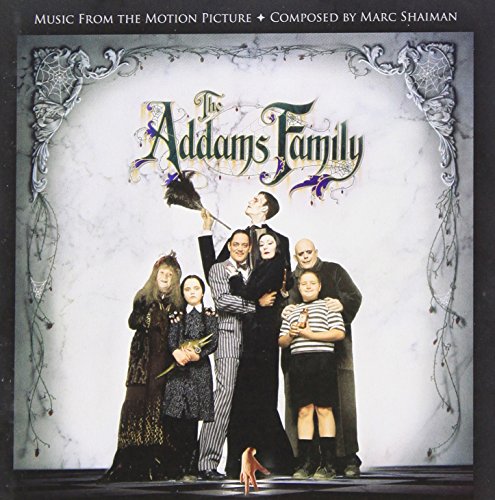 MUSIC FROM THE MOTION PICTURE ✦ COMPOSED BY MARC SHAIMAN
The
Addams Family